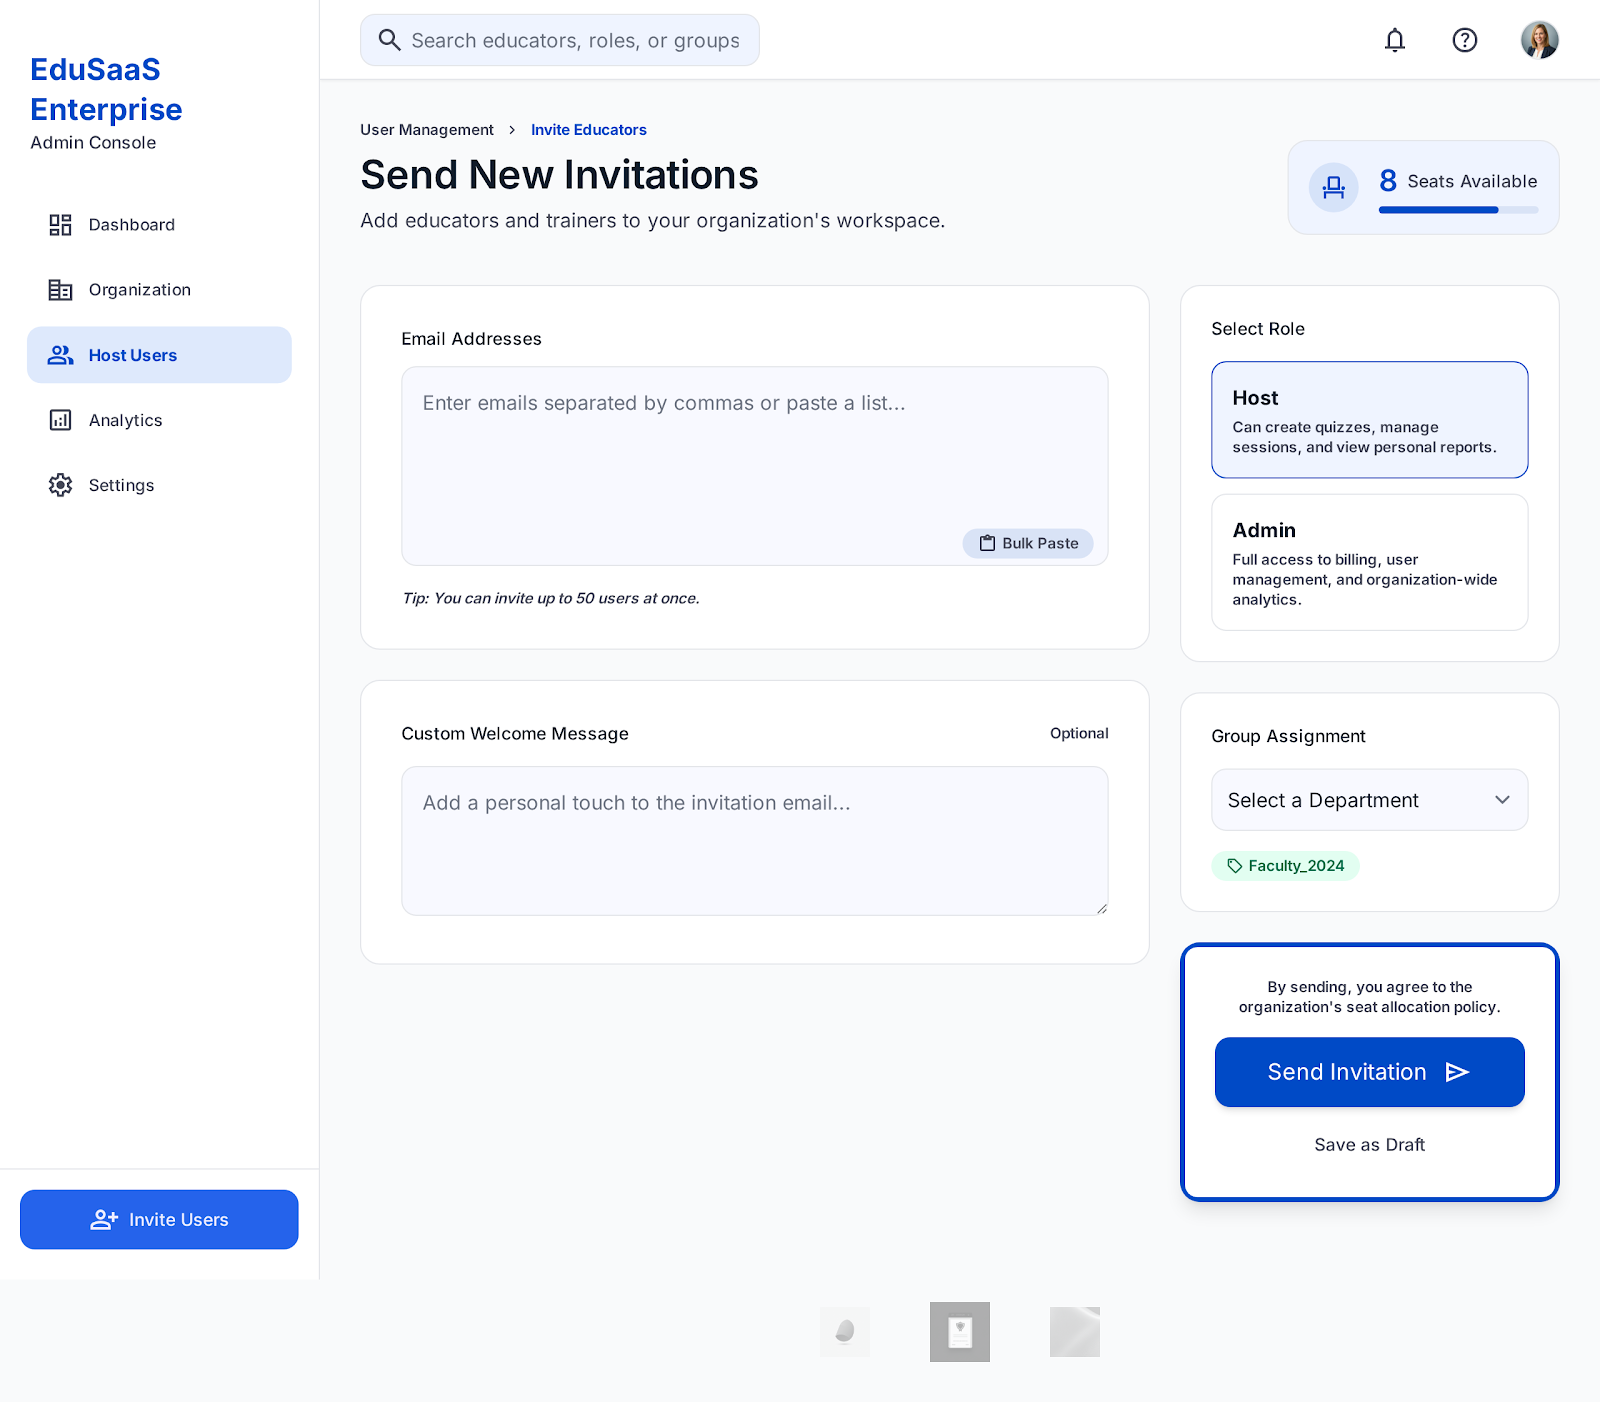 EduSaaS
Enterprise
Admin Console
Dashboard
Organization
Host Users
Analytics
Settings
Invite Users
Search educators, roles, or groups
User Management
Invite Educators
Send New Invitations
Add educators and trainers to your organization's workspace.
8 Seats Available
Email Addresses
Enter emails separated by commas or paste a list...
Bulk Paste
Tip: You can invite up to 50 users at once.
Custom Welcome Message
Optional
Add a personal touch to the invitation email...
Select Role
Host
Can create quizzes, manage
sessions, and view personal reports.
Admin
Full access to billing, user
management, and organization-wide
analytics.
Group Assignment
Select a Department
Faculty_2024
By sending, you agree to the
organization's seat allocation policy.
Send Invitation
Save as Draft